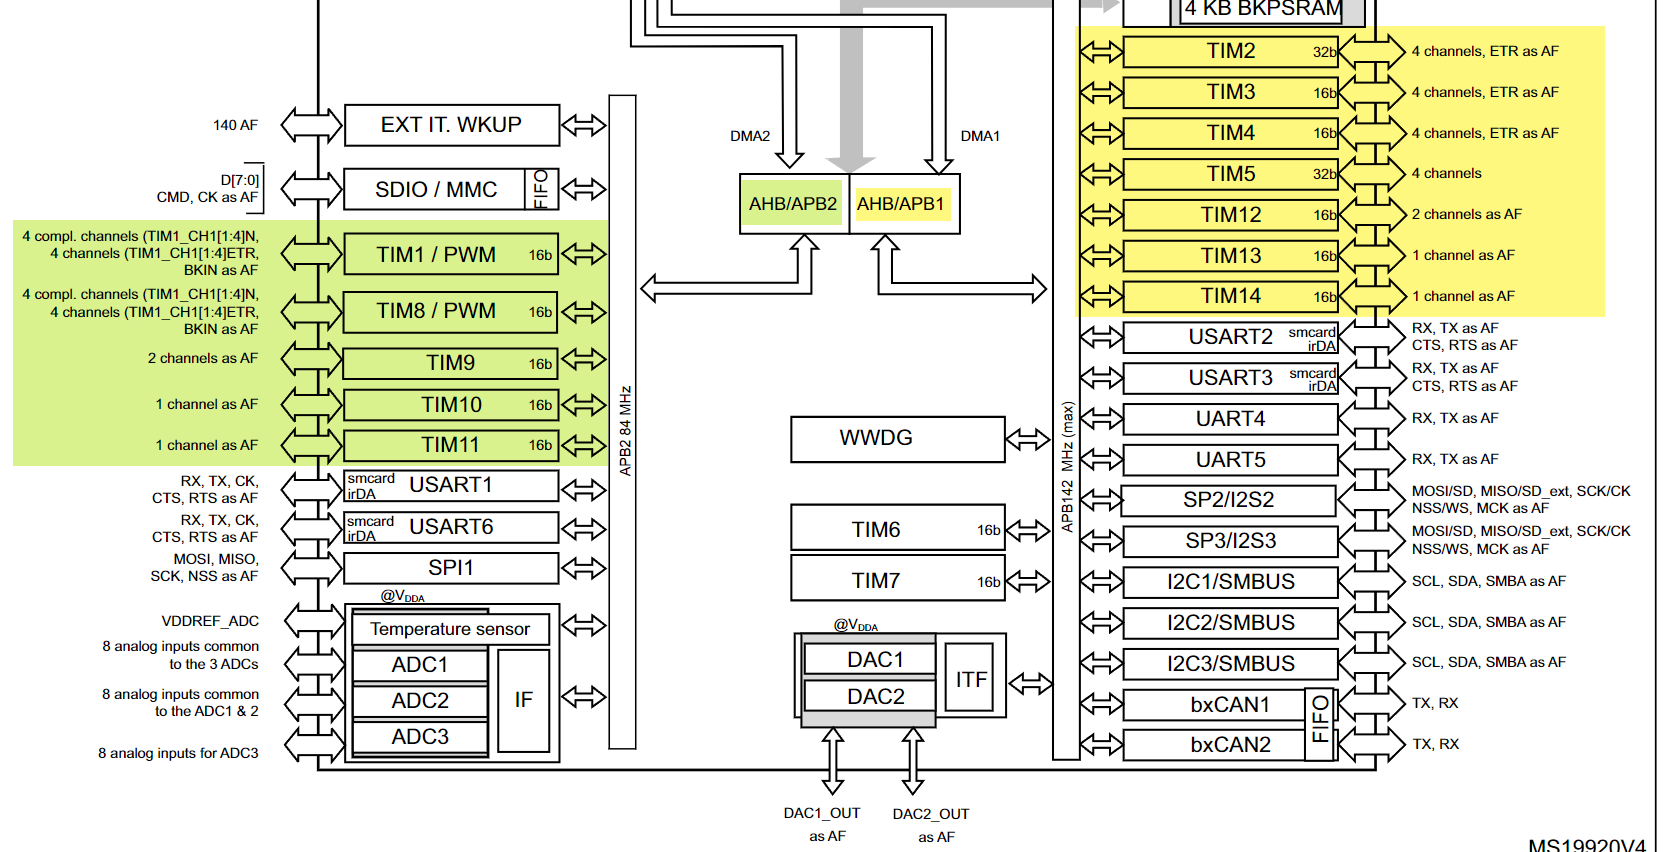 4 KB BKPSRAM
140 AF
EXT IT. WKUP
D[7:0]
CMD, CK as AF
SDIO / MMC
FIFO
4 compl. channels (TIM1_CH1[1:4]N,
4 channels (TIM1_CH1[1:4]ETR,
BKIN as AF
TIM1 / PWM
16b
4 compl. channels (TIM1_CH1[1:4]N,
4 channels (TIM1_CH1[1:4]ETR,
BKIN as AF
TIM8 / PWM
16b
2 channels as AF
TIM9
16b
1 channel as AF
TIM10
16b
1 channel as AF
TIM11
16b
RX, TX, CK,
CTS, RTS as AF
smcard
irDA
USART1
RX, TX, CK,
CTS, RTS as AF
smcard
irDA
USART6
MOSI, MISO,
SCK, NSS as AF
SPI1
@VDDA
VDDREF_ADC
Temperature sensor
8 analog inputs common
to the 3 ADCs
ADC1
8 analog inputs common
to the ADC1 & 2
ADC2
8 analog inputs for ADC3
ADC3
IF
APB2 84 MHz
DMA2
DMA1
AHB/APB2
AHB/APB1
WWDG
TIM6
16b
TIM7
16b
@VDDA
DAC1
DAC2
ITF
DAC1_OUT
as AF
DAC2_OUT
as AF
APB142 MHz (max)
TIM2
32b
4 channels, ETR as AF
TIM3
16b
4 channels, ETR as AF
TIM4
16b
4 channels, ETR as AF
TIM5
32b
4 channels
TIM12
16b
2 channels as AF
TIM13
16b
1 channel as AF
TIM14
16b
1 channel as AF
USART2
smcard
irDA
RX, TX as AF
CTS, RTS as AF
USART3
smcard
irDA
RX, TX as AF
CTS, RTS as AF
UART4
RX, TX as AF
UART5
RX, TX as AF
SP2/I2S2
MOSI/SD, MISO/SD_ext, SCK/CK
NSS/WS, MCK as AF
SP3/I2S3
MOSI/SD, MISO/SD_ext, SCK/CK
NSS/WS, MCK as AF
I2C1/SMBUS
SCL, SDA, SMBA as AF
I2C2/SMBUS
SCL, SDA, SMBA as AF
I2C3/SMBUS
SCL, SDA, SMBA as AF
bxCAN1
TX, RX
bxCAN2
TX, RX
FIFO
MS19920V4